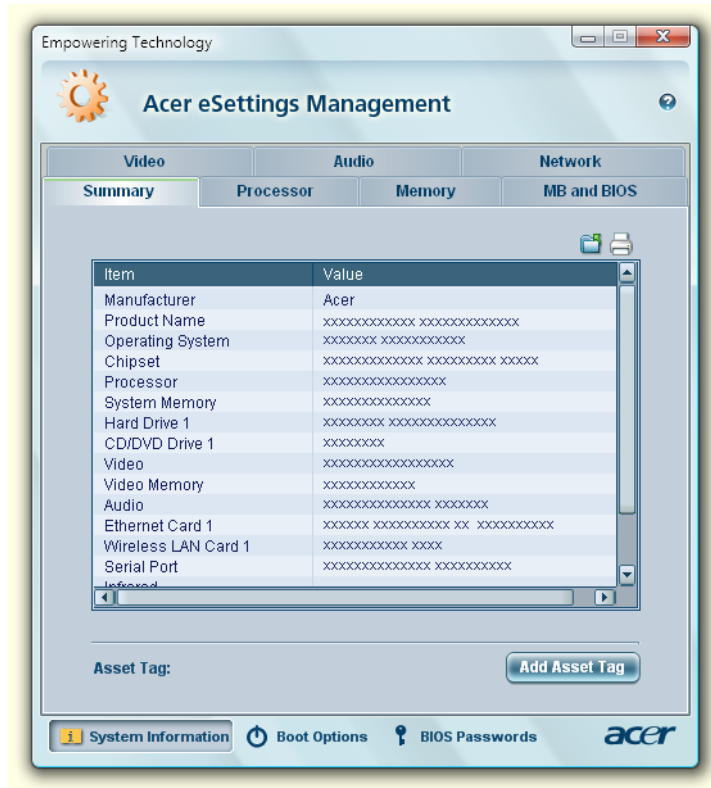 Empowering Technology
Acer eSettings Management
Video Audio Network
Summary Processor Memory MB and BIOS
Item Value
Manufacturer Acer
Product Name xxxxxxxxxxxx xxxxxxxxxxxxx
Operating System xxxxxxx xxxxxxxxxxx
Chipset xxxxxxxxxxxxx xxxxxxxxx xxxxx
Processor xxxxxxxxxxxxxxxx
System Memory xxxxxxxxxxxxxx
Hard Drive 1 xxxxxxxx xxxxxxxxxxxxxx
CD/DVD Drive 1 xxxxxxxx
Video xxxxxxxxxxxxxxxxx
Video Memory xxxxxxxxxxxx
Audio xxxxxxxxxxxxxx xxxxxxx
Ethernet Card 1 xxxxxx xxxxxxxxxx xx xxxxxxxxxx
Wireless LAN Card 1 xxxxxxxxxxx xxxx
Serial Port xxxxxxxxxxxxxx xxxxxxxxxx
Infrared
Asset Tag: Add Asset Tag
System Information Boot Options BIOS Passwords acer